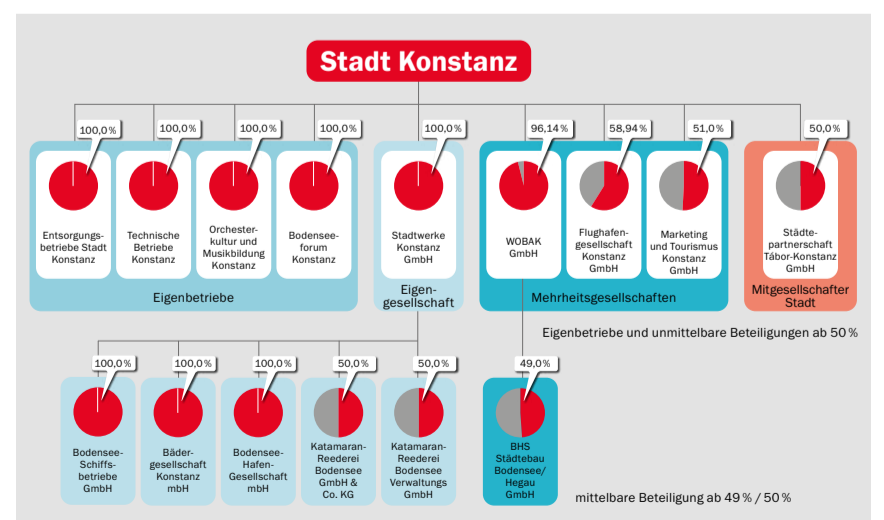 Stadt Konstanz
100,0 %
100,0 %
100,0 %
100,0 %
100,0 %
96,14 %
58,94 %
51,0 %
50,0 %
Entsorgungs-
betriebe Stadt
Konstanz
Technische
Betriebe
Konstanz
Orchester-
kultur und
Musikbildung
Konstanz
Bodensee-
forum
Konstanz
Stadtwerke
Konstanz
GmbH
WOBAK
GmbH
Flughafen-
gesellschaft
Konstanz
GmbH
Marketing
und Tourismus
Konstanz
GmbH
Städte-
partnerschaft
Tábor-Konstanz
GmbH
Eigenbetriebe
Eigen-
gesellschaft
Mehrheitsgesellschaften
Mitgesellschafter
Stadt
Eigenbetriebe und unmittelbare Beteiligungen ab 50 %
100,0 %
100,0 %
100,0 %
50,0 %
50,0 %
49,0 %
Bodensee-
Schiffs-
betriebe
GmbH
Bäder-
gesellschaft
Konstanz
mbH
Bodensee-
Hafen-
Gesellschaft
mbH
Katamaran-
Reederei
Bodensee
GmbH &
Co. KG
Katamaran-
Reederei
Bodensee
Verwaltungs
GmbH
BHS
Städtebau
Bodensee/
Hegau
GmbH
mittelbare Beteiligung ab 49 % / 50 %